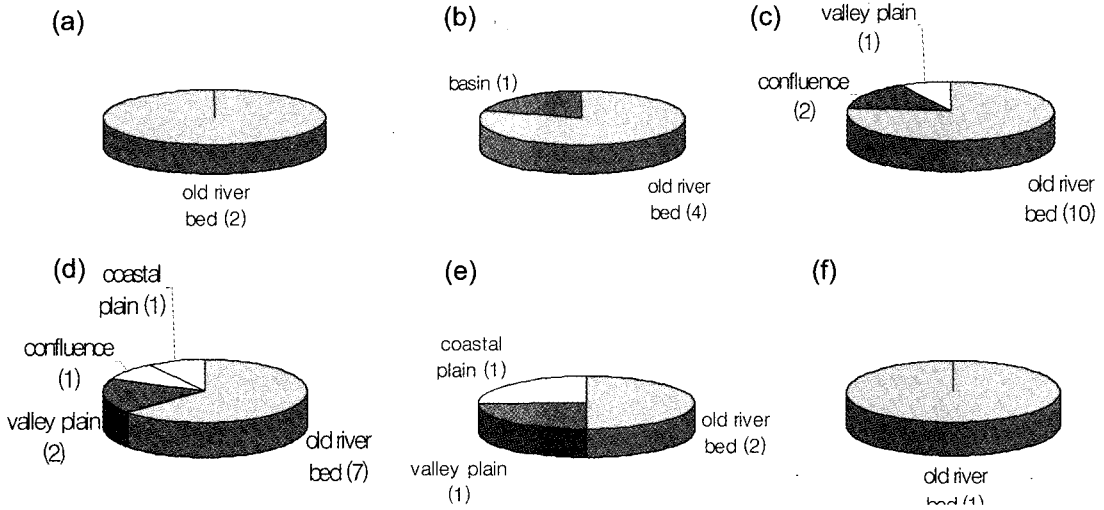 (a)
old river
bed (2)
(b)
basin (1)
old river
bed (4)
(c)
valley plain
(1)
confluence
(2)
old river
bed (10)
(d)
coastal
plain (1)
confluence
(1)
valley plain
(2)
old river
bed (7)
(e)
coastal
plain (1)
old river
bed (2)
valley plain
(1)
(f)
old river
bed (1)